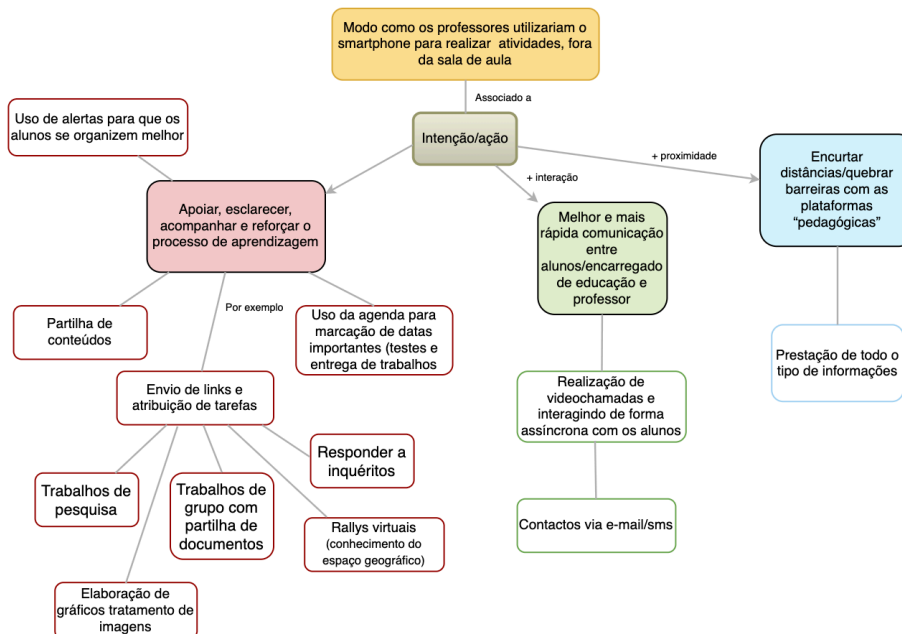 Modo como os professores utilizariam o
smartphone para realizar atividades, fora
da sala de aula
Associado a
Intenção/ação
Uso de alertas para que os
alunos se organizem melhor
+ interação
+ proximidade
Encurtar
distâncias/quebrar
barreiras com as
plataformas
“pedagógicas”
Apoiar, esclarecer,
acompanhar e reforçar o
processo de aprendizagem
Melhor e mais
rápida comunicação
entre
alunos/encarregado
de educação e
professor
Por exemplo
Partilha de
conteúdos
Uso da agenda para
marcação de datas
importantes (testes e
entrega de trabalhos
Prestação de todo o
tipo de informações
Envio de links e
atribuição de tarefas
Realização de
videochamadas e
interagindo de forma
assíncrona com os alunos
Responder a
inquéritos
Trabalhos de
pesquisa
Trabalhos de
grupo com
partilha de
documentos
Rallys virtuais
(conhecimento do
espaço geográfico)
Contactos via e-mail/sms
Elaboração de
gráficos tratamento de
imagens